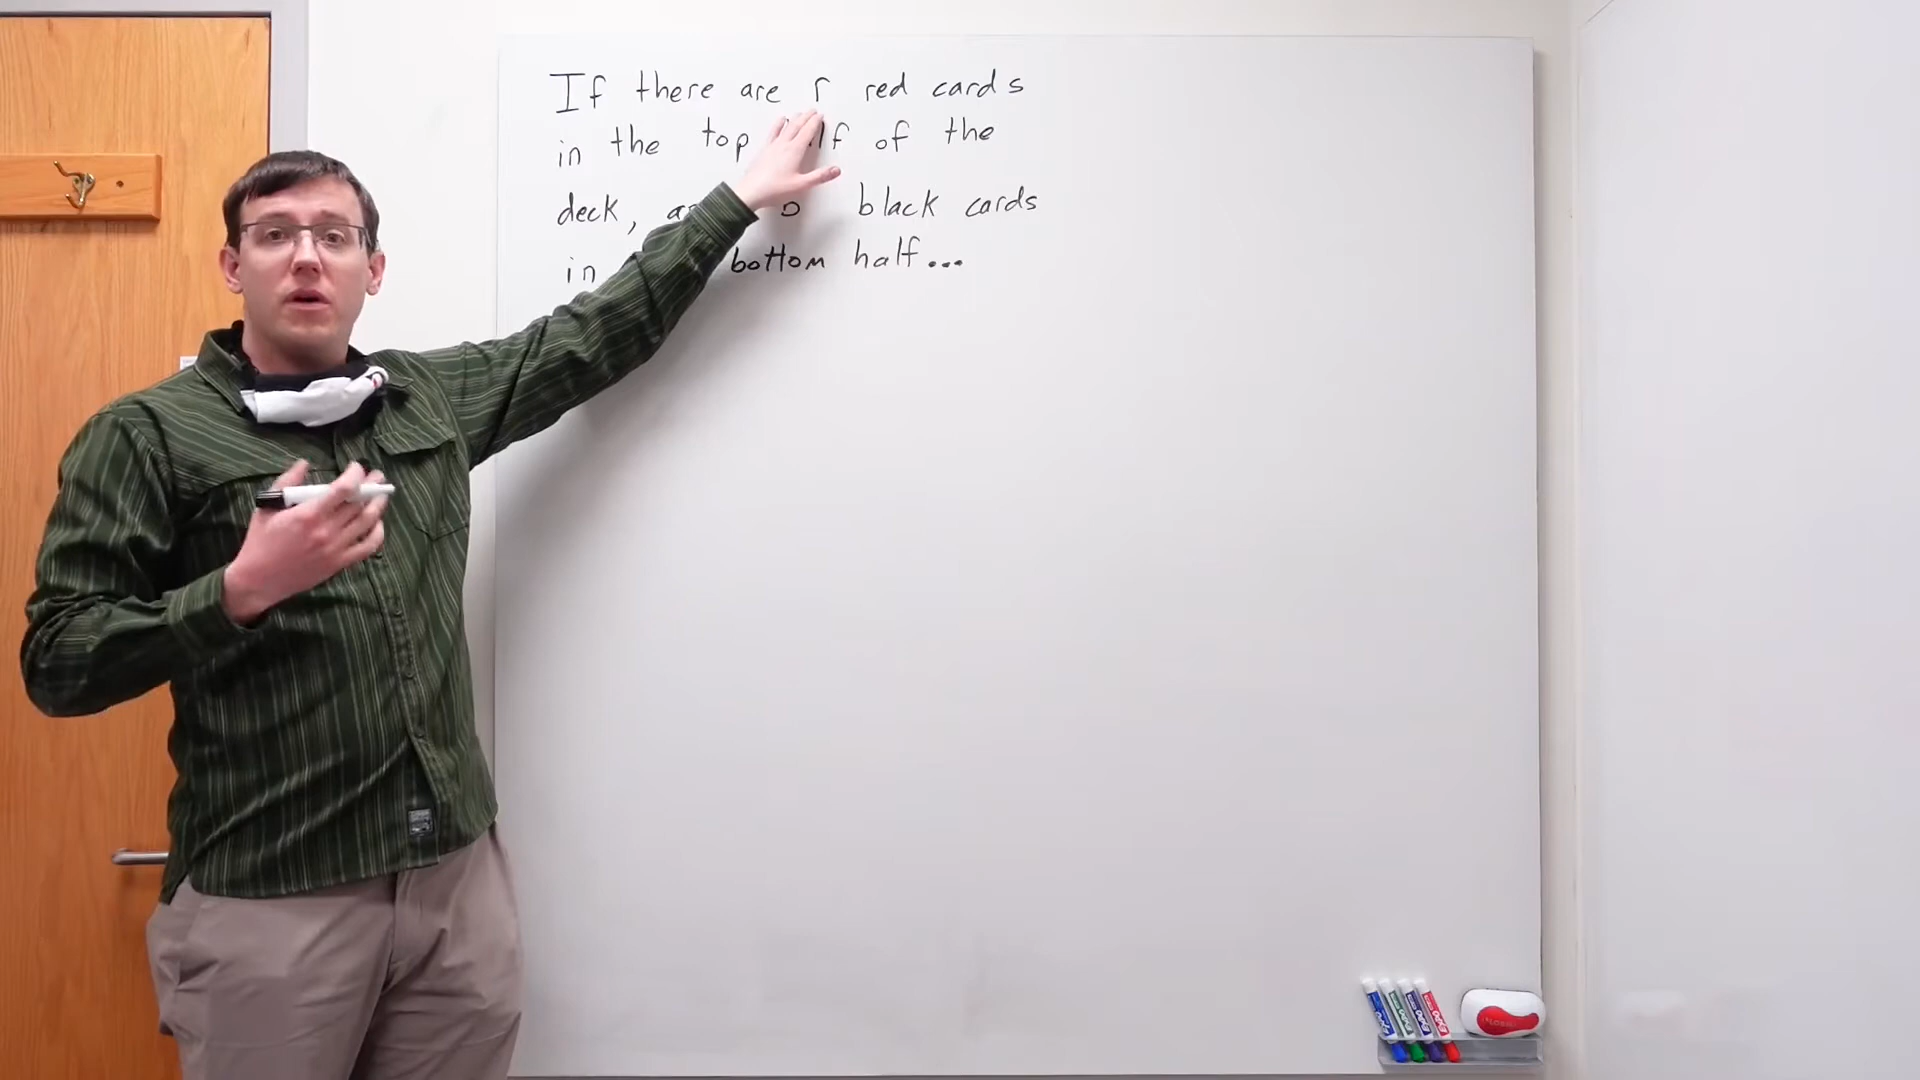 If there are r red cards
in the top of the
deck, black cards
in bottom half...